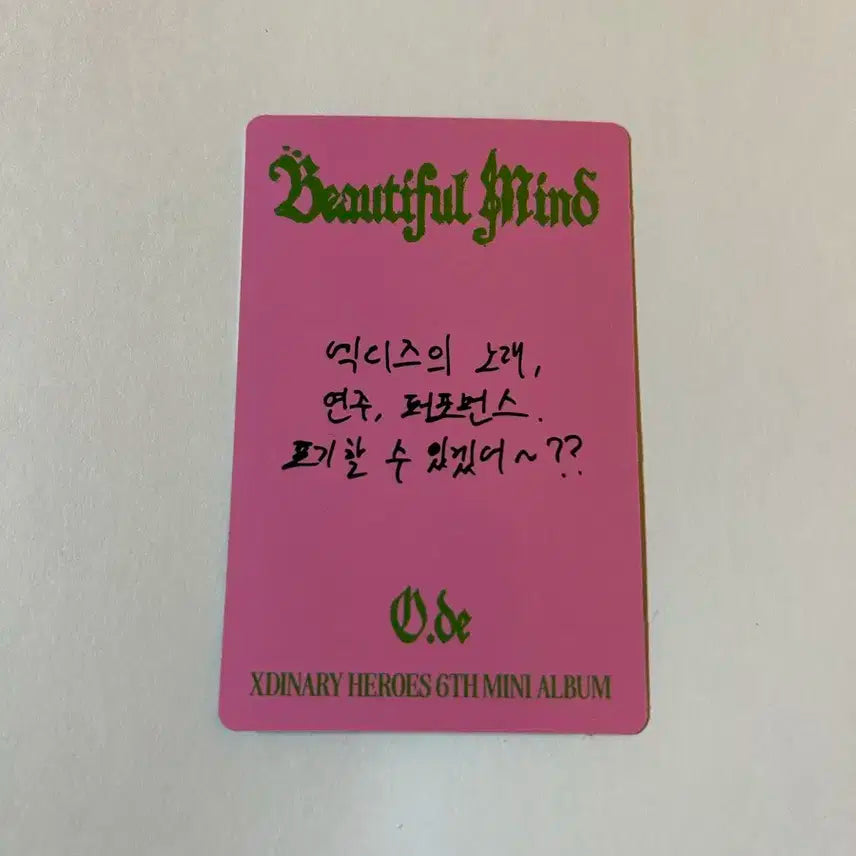 Beautiful Mind
엑디즈의 노래,
연주, 퍼포먼스.
포기할 수 있겠어~??
O.de
XDINARY HEROES 6TH MINI ALBUM